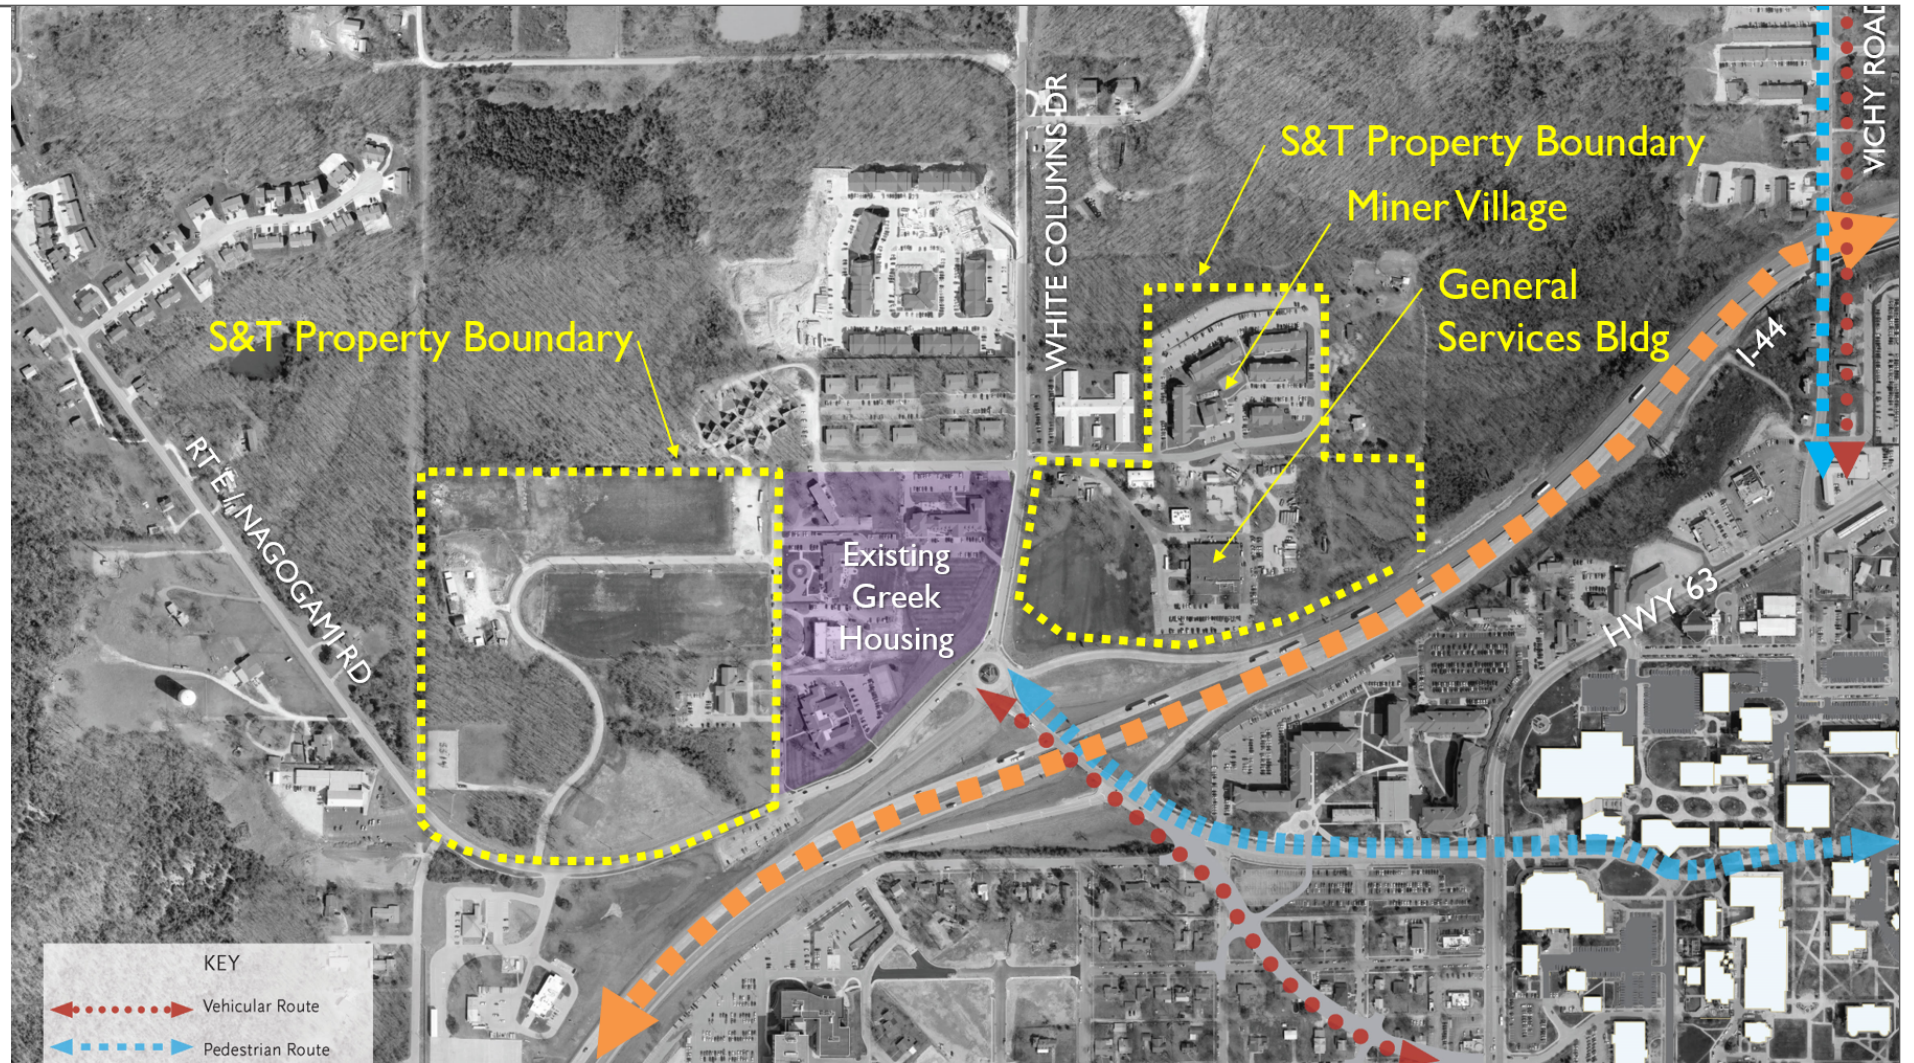 VICHY ROAD
WHITE COLUMNS DR
S&T Property Boundary
Miner Village
General
Services Bldg
S&T Property Boundary
I-44
RT E / NAGOGAMI RD
Existing
Greek
Housing
HWY 63
KEY
Vehicular Route
Pedestrian Route